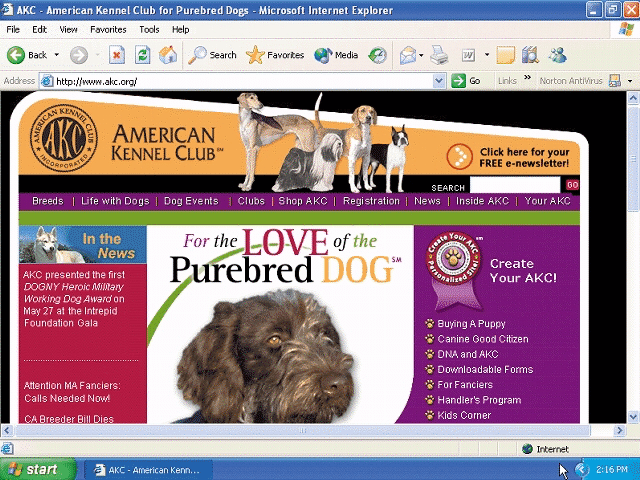 AKC - American Kennel Club for Purebred Dogs - Microsoft Internet Explorer
File Edit View Favorites Tools Help
Back Search Favorites Media
Address http://www.akc.org/ Go Links Norton AntiVirus
AMERICAN KENNEL CLUB
AKC
INCORPORATED
AMERICAN
KENNEL CLUB℠
Click here for your
FREE e-newsletter!
SEARCH GO
Breeds | Life with Dogs | Dog Events | Clubs | Shop AKC | Registration | News | Inside AKC | Your AKC
In the
News
AKC presented the first
DOGNY Heroic Military
Working Dog Award on
May 27 at the Intrepid
Foundation Gala
Attention MA Fanciers:
Calls Needed Now!
CA Breeder Bill Dies
For the LOVE of the
Purebred DOG℠
Create Your AKC
Personalized Site
Create
Your AKC!
Buying A Puppy
Canine Good Citizen
DNA and AKC
Downloadable Forms
For Fanciers
Handler's Program
Kids Corner
Internet
start AKC - American Kenn... 2:16 PM